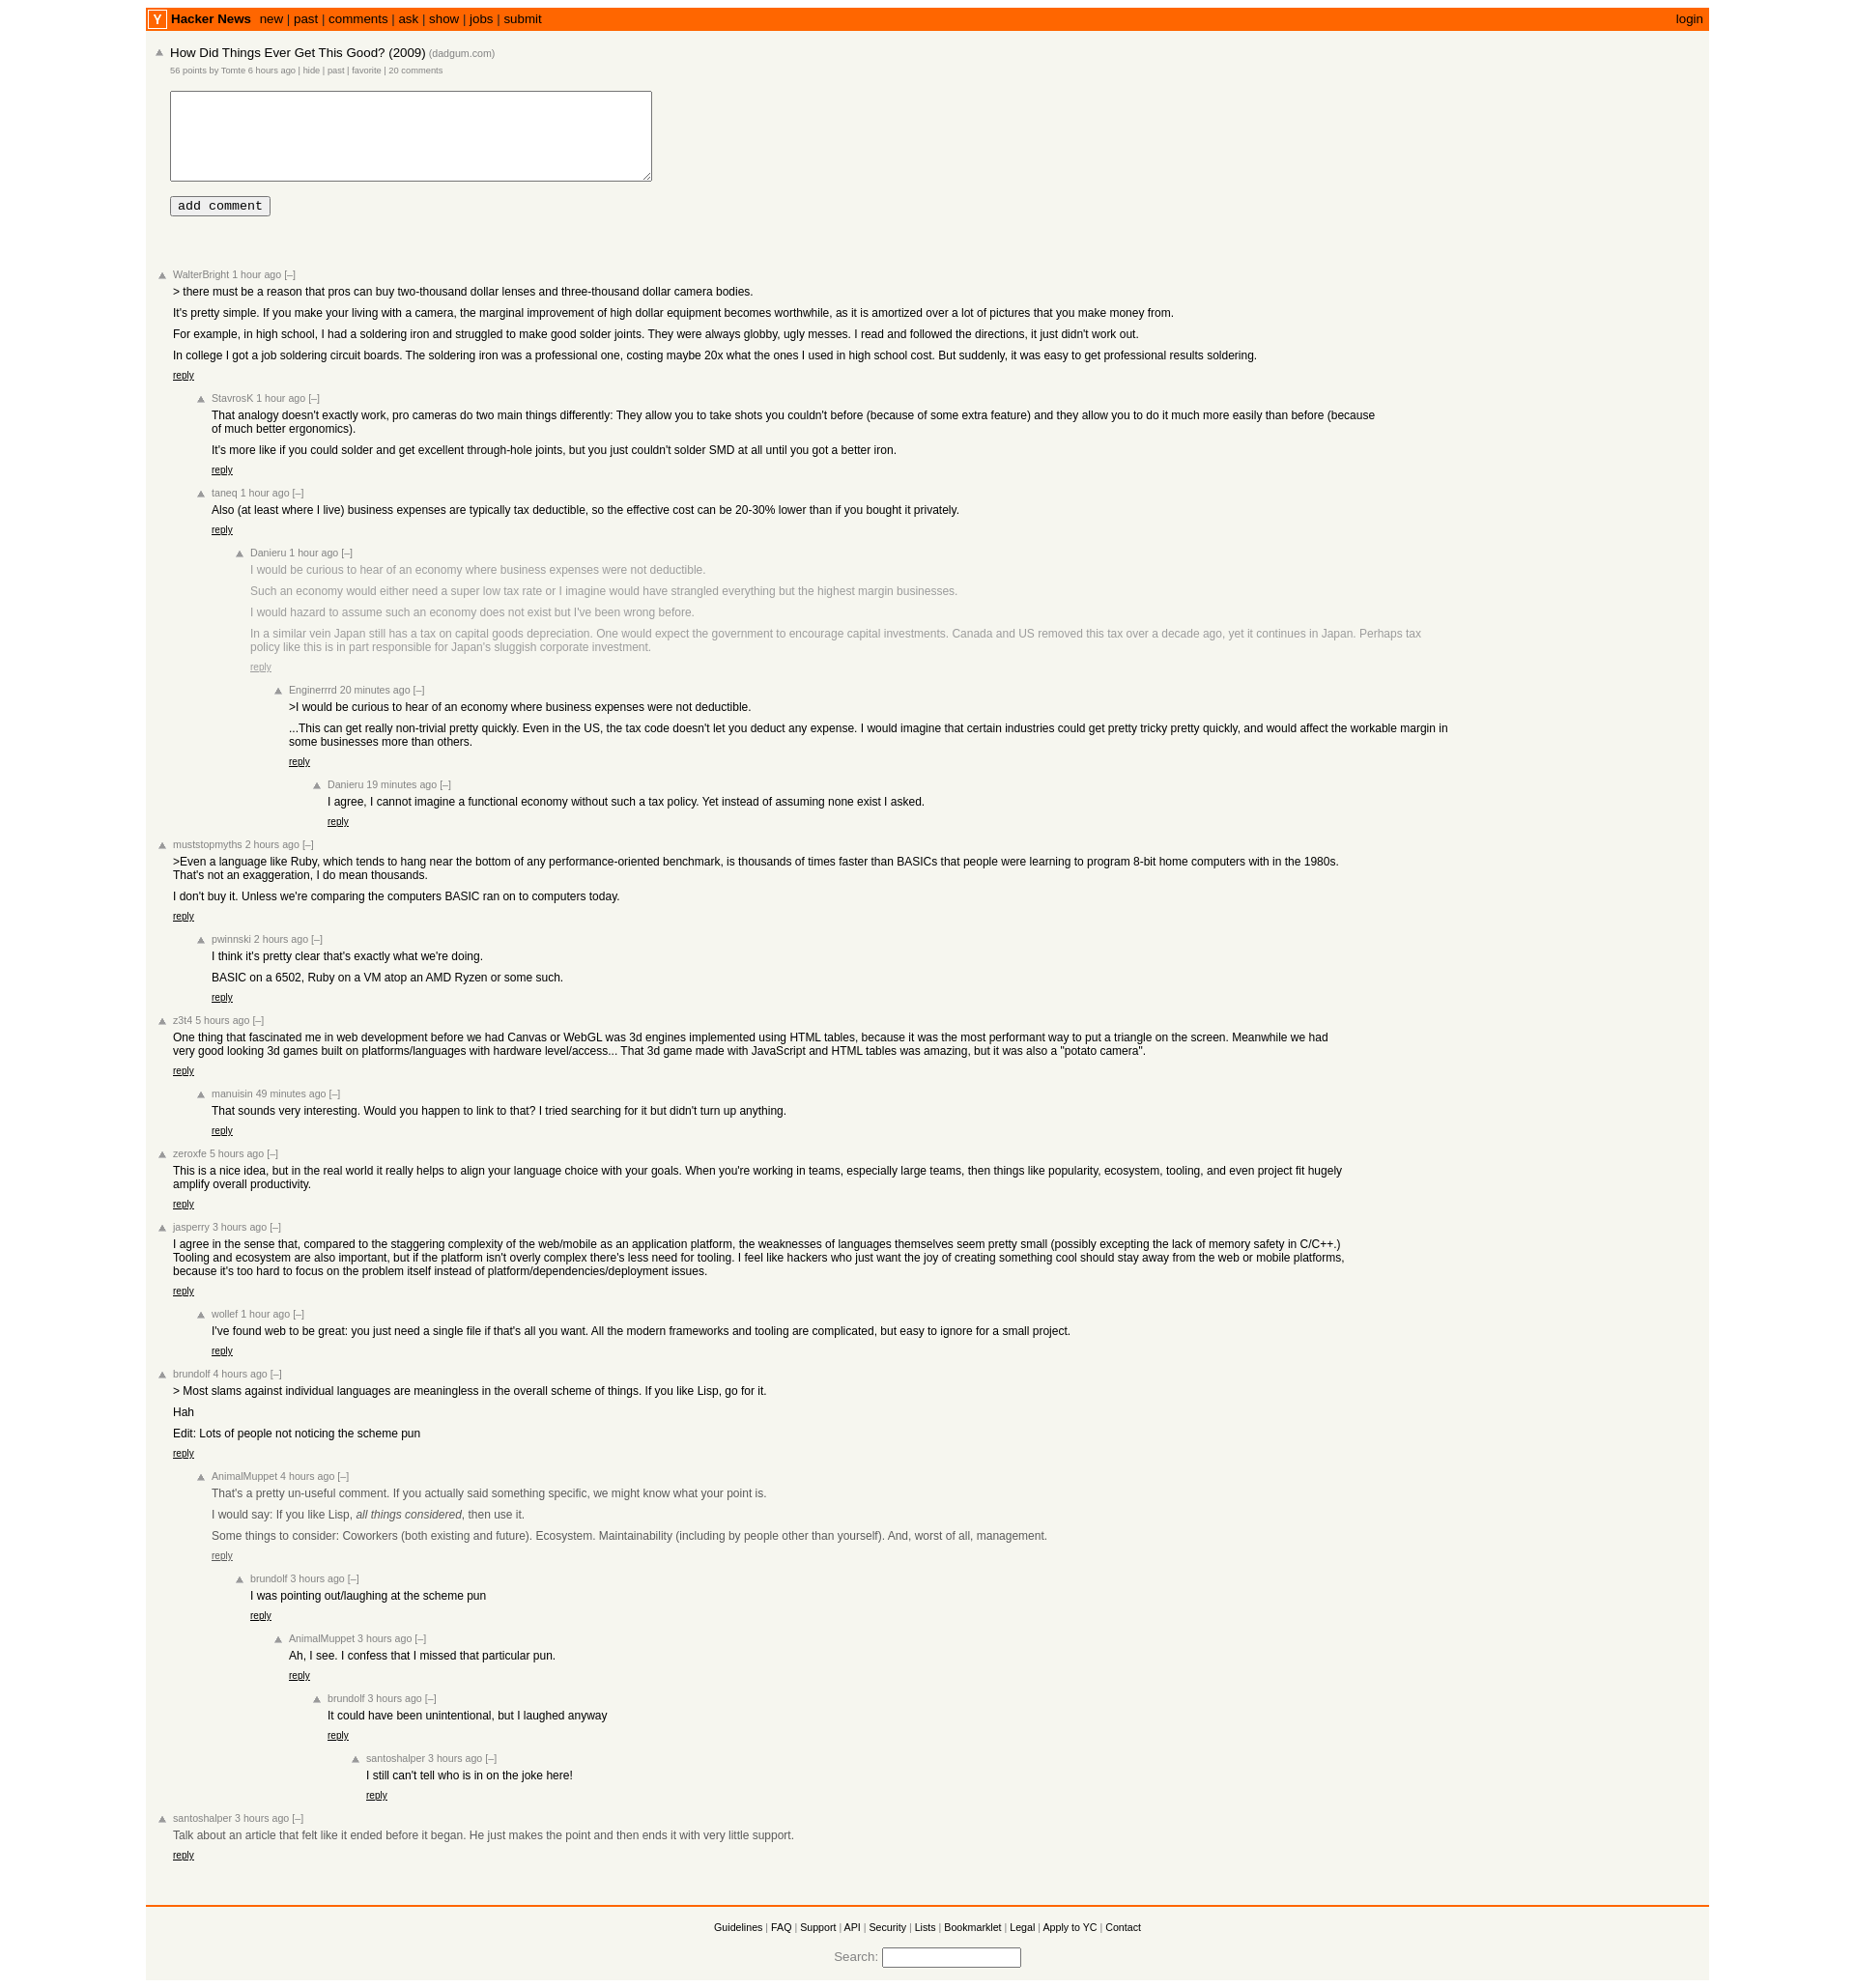 Y Hacker News new | past | comments | ask | show | jobs | submit login
How Did Things Ever Get This Good? (2009) (dadgum.com)
56 points by Tomte 6 hours ago | hide | past | favorite | 20 comments
add comment
WalterBright 1 hour ago [–]
> there must be a reason that pros can buy two-thousand dollar lenses and three-thousand dollar camera bodies.
It's pretty simple. If you make your living with a camera, the marginal improvement of high dollar equipment becomes worthwhile, as it is amortized over a lot of pictures that you make money from.
For example, in high school, I had a soldering iron and struggled to make good solder joints. They were always globby, ugly messes. I read and followed the directions, it just didn't work out.
In college I got a job soldering circuit boards. The soldering iron was a professional one, costing maybe 20x what the ones I used in high school cost. But suddenly, it was easy to get professional results soldering.
reply
StavrosK 1 hour ago [–]
That analogy doesn't exactly work, pro cameras do two main things differently: They allow you to take shots you couldn't before (because of some extra feature) and they allow you to do it much more easily than before (because
of much better ergonomics).
It's more like if you could solder and get excellent through-hole joints, but you just couldn't solder SMD at all until you got a better iron.
reply
taneq 1 hour ago [–]
Also (at least where I live) business expenses are typically tax deductible, so the effective cost can be 20-30% lower than if you bought it privately.
reply
Danieru 1 hour ago [–]
I would be curious to hear of an economy where business expenses were not deductible.
Such an economy would either need a super low tax rate or I imagine would have strangled everything but the highest margin businesses.
I would hazard to assume such an economy does not exist but I've been wrong before.
In a similar vein Japan still has a tax on capital goods depreciation. One would expect the government to encourage capital investments. Canada and US removed this tax over a decade ago, yet it continues in Japan. Perhaps tax
policy like this is in part responsible for Japan's sluggish corporate investment.
reply
Enginerrrd 20 minutes ago [–]
>I would be curious to hear of an economy where business expenses were not deductible.
...This can get really non-trivial pretty quickly. Even in the US, the tax code doesn't let you deduct any expense. I would imagine that certain industries could get pretty tricky pretty quickly, and would affect the workable margin in
some businesses more than others.
reply
Danieru 19 minutes ago [–]
I agree, I cannot imagine a functional economy without such a tax policy. Yet instead of assuming none exist I asked.
reply
muststopmyths 2 hours ago [–]
>Even a language like Ruby, which tends to hang near the bottom of any performance-oriented benchmark, is thousands of times faster than BASICs that people were learning to program 8-bit home computers with in the 1980s.
That's not an exaggeration, I do mean thousands.
I don't buy it. Unless we're comparing the computers BASIC ran on to computers today.
reply
pwinnski 2 hours ago [–]
I think it's pretty clear that's exactly what we're doing.
BASIC on a 6502, Ruby on a VM atop an AMD Ryzen or some such.
reply
z3t4 5 hours ago [–]
One thing that fascinated me in web development before we had Canvas or WebGL was 3d engines implemented using HTML tables, because it was the most performant way to put a triangle on the screen. Meanwhile we had
very good looking 3d games built on platforms/languages with hardware level/access... That 3d game made with JavaScript and HTML tables was amazing, but it was also a "potato camera".
reply
manuisin 49 minutes ago [–]
That sounds very interesting. Would you happen to link to that? I tried searching for it but didn't turn up anything.
reply
zeroxfe 5 hours ago [–]
This is a nice idea, but in the real world it really helps to align your language choice with your goals. When you're working in teams, especially large teams, then things like popularity, ecosystem, tooling, and even project fit hugely
amplify overall productivity.
reply
jasperry 3 hours ago [–]
I agree in the sense that, compared to the staggering complexity of the web/mobile as an application platform, the weaknesses of languages themselves seem pretty small (possibly excepting the lack of memory safety in C/C++.)
Tooling and ecosystem are also important, but if the platform isn't overly complex there's less need for tooling. I feel like hackers who just want the joy of creating something cool should stay away from the web or mobile platforms,
because it's too hard to focus on the problem itself instead of platform/dependencies/deployment issues.
reply
wollef 1 hour ago [–]
I've found web to be great: you just need a single file if that's all you want. All the modern frameworks and tooling are complicated, but easy to ignore for a small project.
reply
brundolf 4 hours ago [–]
> Most slams against individual languages are meaningless in the overall scheme of things. If you like Lisp, go for it.
Hah
Edit: Lots of people not noticing the scheme pun
reply
AnimalMuppet 4 hours ago [–]
That's a pretty un-useful comment. If you actually said something specific, we might know what your point is.
I would say: If you like Lisp, all things considered, then use it.
Some things to consider: Coworkers (both existing and future). Ecosystem. Maintainability (including by people other than yourself). And, worst of all, management.
reply
brundolf 3 hours ago [–]
I was pointing out/laughing at the scheme pun
reply
AnimalMuppet 3 hours ago [–]
Ah, I see. I confess that I missed that particular pun.
reply
brundolf 3 hours ago [–]
It could have been unintentional, but I laughed anyway
reply
santoshalper 3 hours ago [–]
I still can't tell who is in on the joke here!
reply
santoshalper 3 hours ago [–]
Talk about an article that felt like it ended before it began. He just makes the point and then ends it with very little support.
reply
Guidelines | FAQ | Support | API | Security | Lists | Bookmarklet | Legal | Apply to YC | Contact
Search: